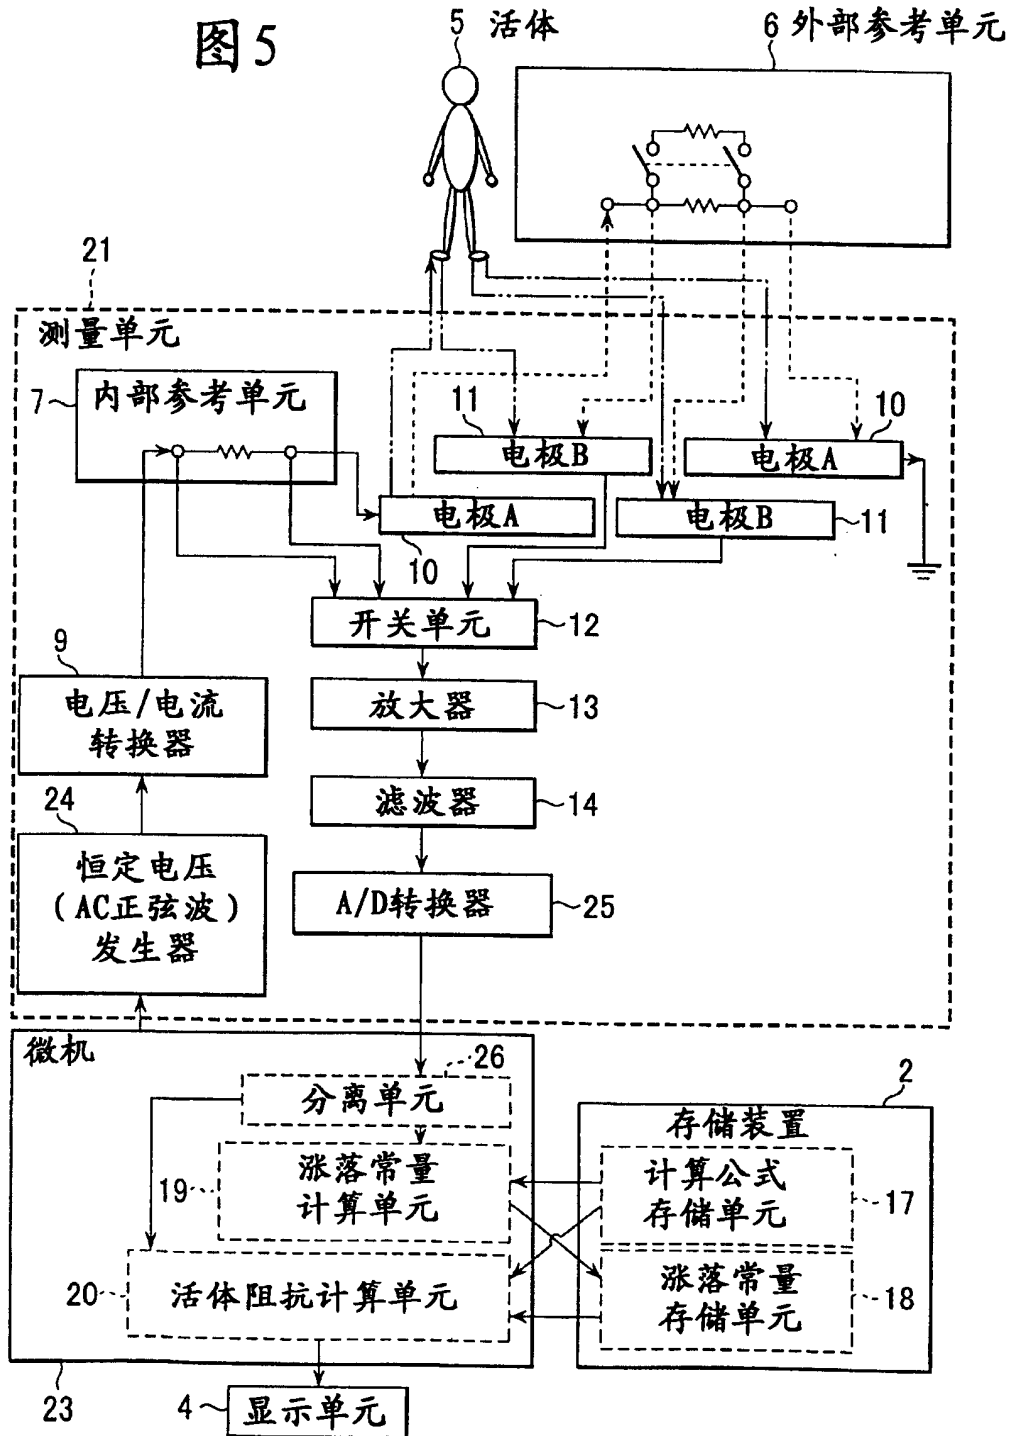 图5
5 活体
6 外部参考单元
21
测量单元
7
内部参考单元
11
电极B
10
电极A
电极A
10
电极B
11
开关单元
12
9
电压/电流
转换器
放大器
13
24
滤波器
14
恒定电压
(AC正弦波)
发生器
A/D转换器
25
微机
26
分离单元
2
存储装置
19
涨落常量
计算单元
计算公式
存储单元
17
20
活体阻抗计算单元
涨落常量
存储单元
18
23
4
显示单元